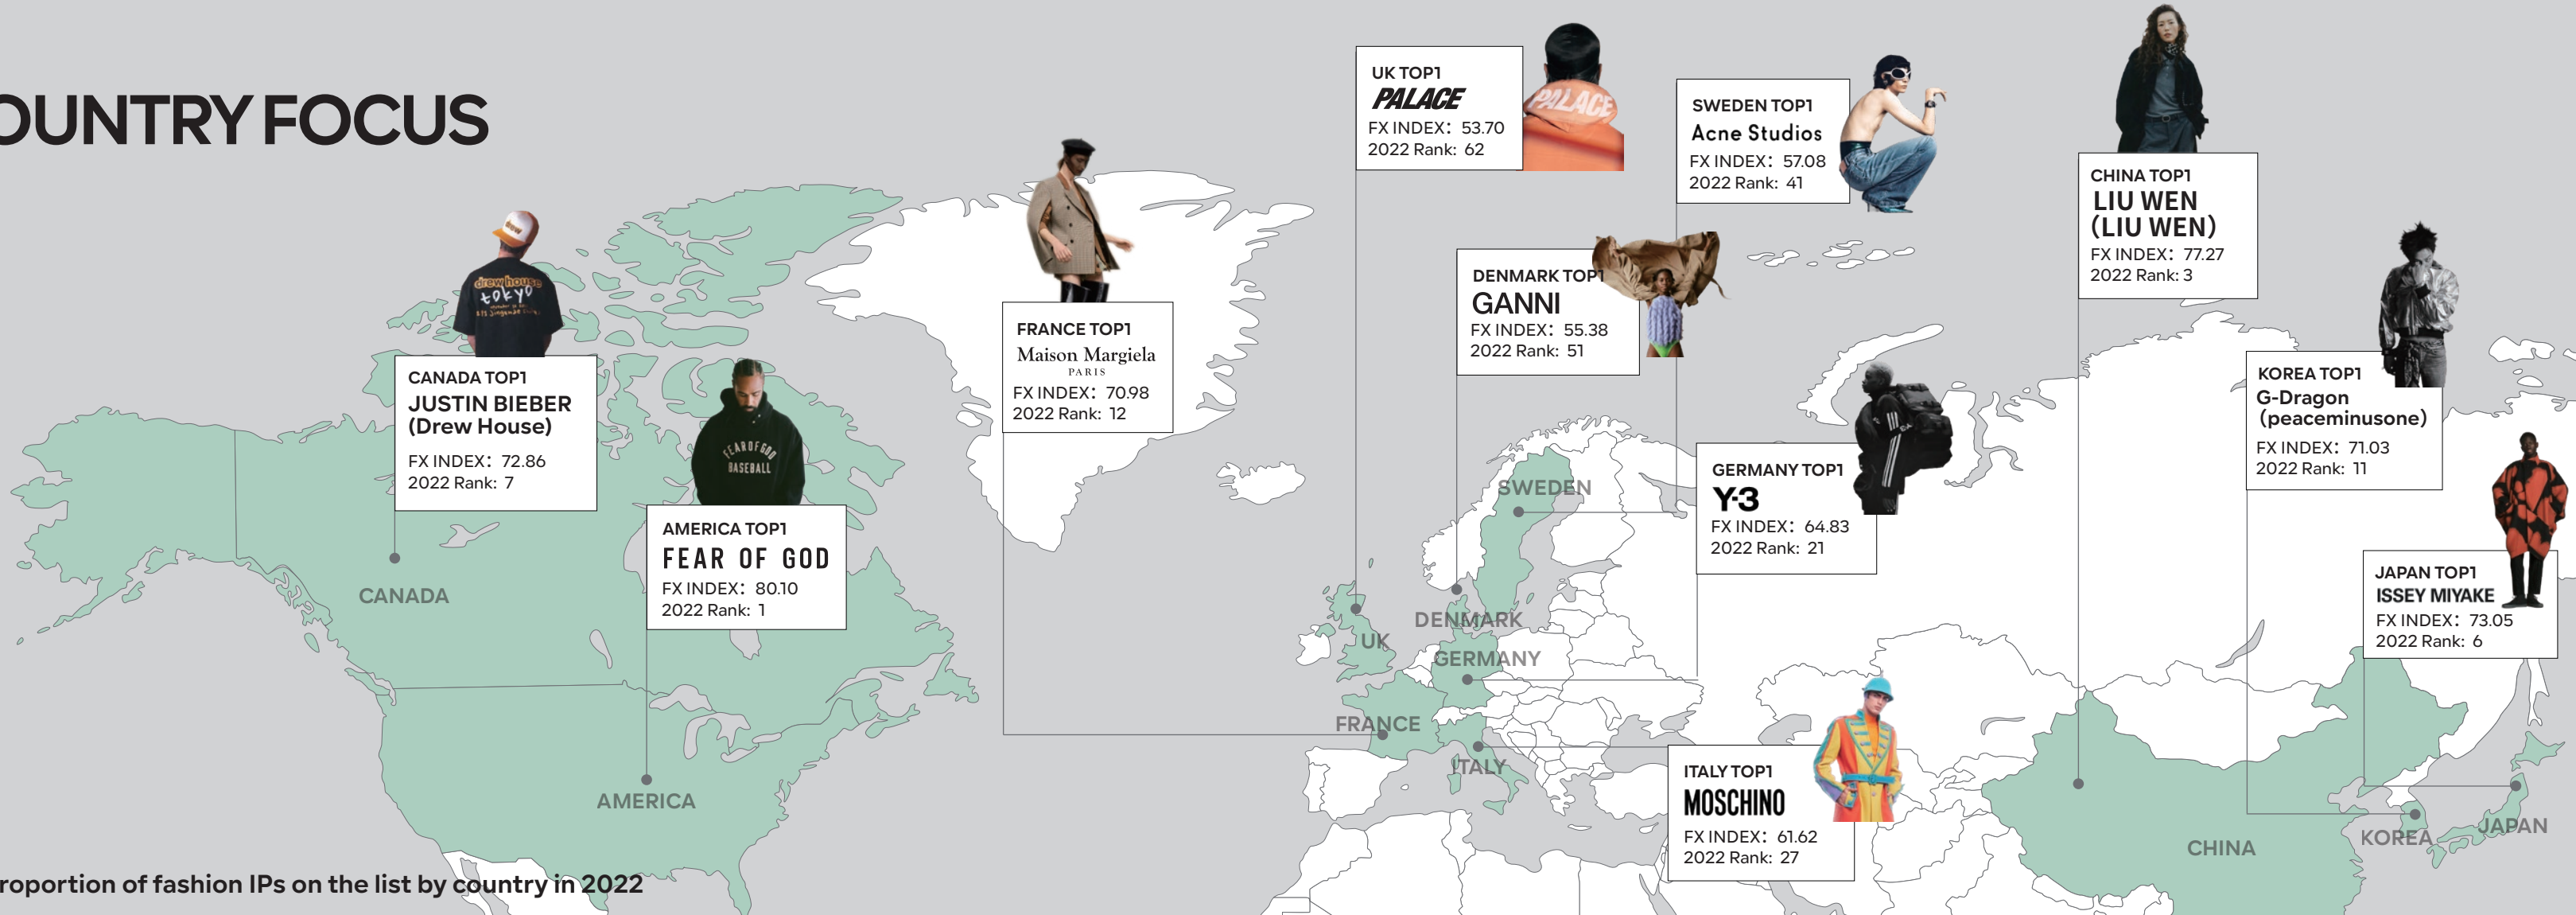 OUNTRY FOCUS
UK TOP1
PALACE
FX INDEX: 53.70
2022 Rank: 62
PALACE
SWEDEN TOP1
Acne Studios
FX INDEX: 57.08
2022 Rank: 41
CHINA TOP1
LIU WEN
(LIU WEN)
FX INDEX: 77.27
2022 Rank: 3
DENMARK TOP1
GANNI
FX INDEX: 55.38
2022 Rank: 51
FRANCE TOP1
Maison Margiela
PARIS
FX INDEX: 70.98
2022 Rank: 12
drew
drew house
tokyo
CANADA TOP1
JUSTIN BIEBER
(Drew House)
FX INDEX: 72.86
2022 Rank: 7
FEAROFGOD
BASEBALL
AMERICA TOP1
FEAR OF GOD
FX INDEX: 80.10
2022 Rank: 1
KOREA TOP1
G-Dragon
(peaceminusone)
FX INDEX: 71.03
2022 Rank: 11
GERMANY TOP1
Y-3
FX INDEX: 64.83
2022 Rank: 21
JAPAN TOP1
ISSEY MIYAKE
FX INDEX: 73.05
2022 Rank: 6
ITALY TOP1
MOSCHINO
FX INDEX: 61.62
2022 Rank: 27
SWEDEN
CANADA
DENMARK
UK
GERMANY
FRANCE
ITALY
AMERICA
CHINA
KOREA
JAPAN
roportion of fashion IPs on the list by country in 2022